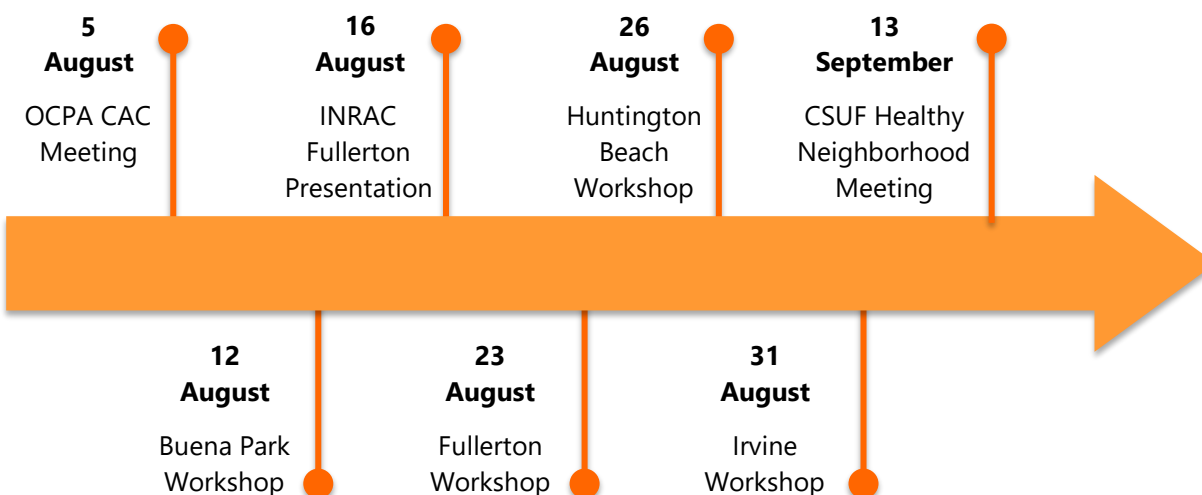 5
August
OCPA CAC
Meeting
16
August
INRAC
Fullerton
Presentation
26
August
Huntington
Beach
Workshop
13
September
CSUF Healthy
Neighborhood
Meeting
12
August
Buena Park
Workshop
23
August
Fullerton
Workshop
31
August
Irvine
Workshop